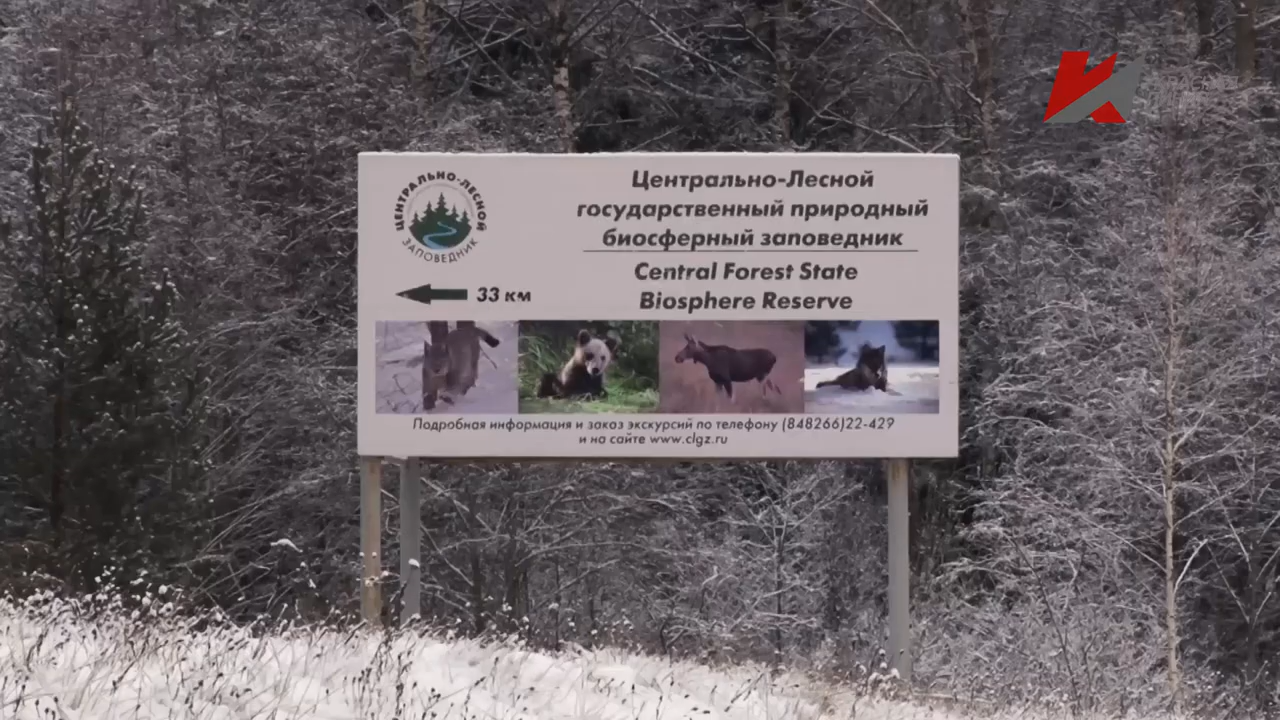 ЦЕНТРАЛЬНО-ЛЕСНОЙ
ЗАПОВЕДНИК
Центрально-Лесной
государственный природный
биосферный заповедник
Central Forest State
Biosphere Reserve
33 км
Подробная информация и заказ экскурсий по телефону (848266)22-429
и на сайте www.clgz.ru